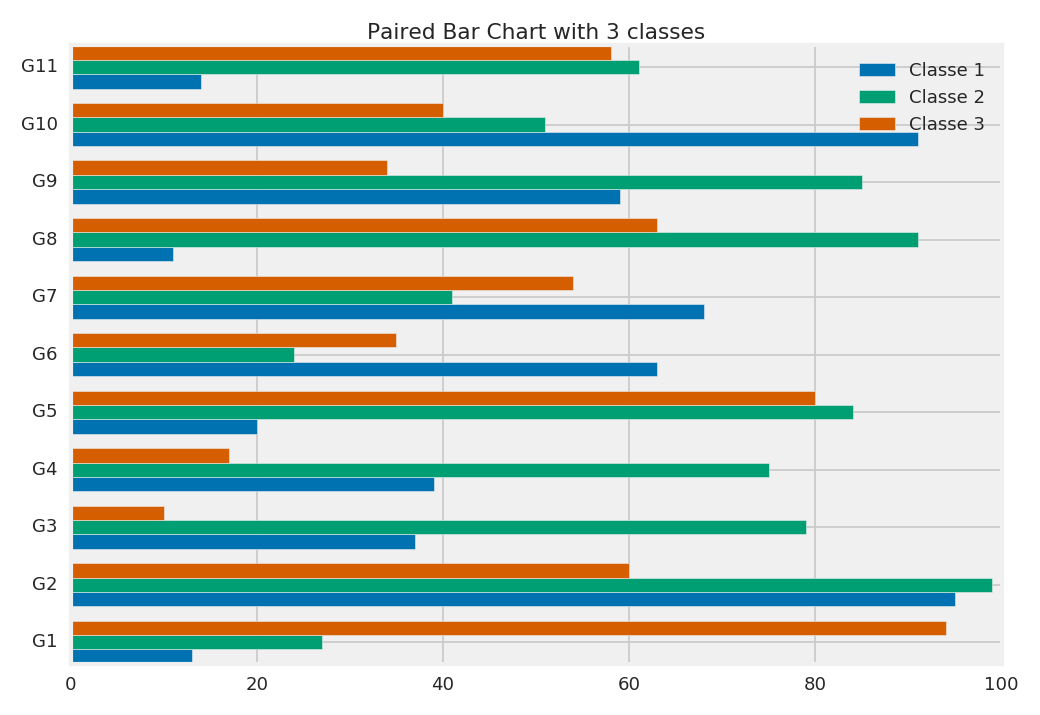 Paired Bar Chart with 3 classes
G11
G10
G9
G8
G7
G6
G5
G4
G3
G2
G1
Classe 1
Classe 2
Classe 3
0 20 40 60 80 100